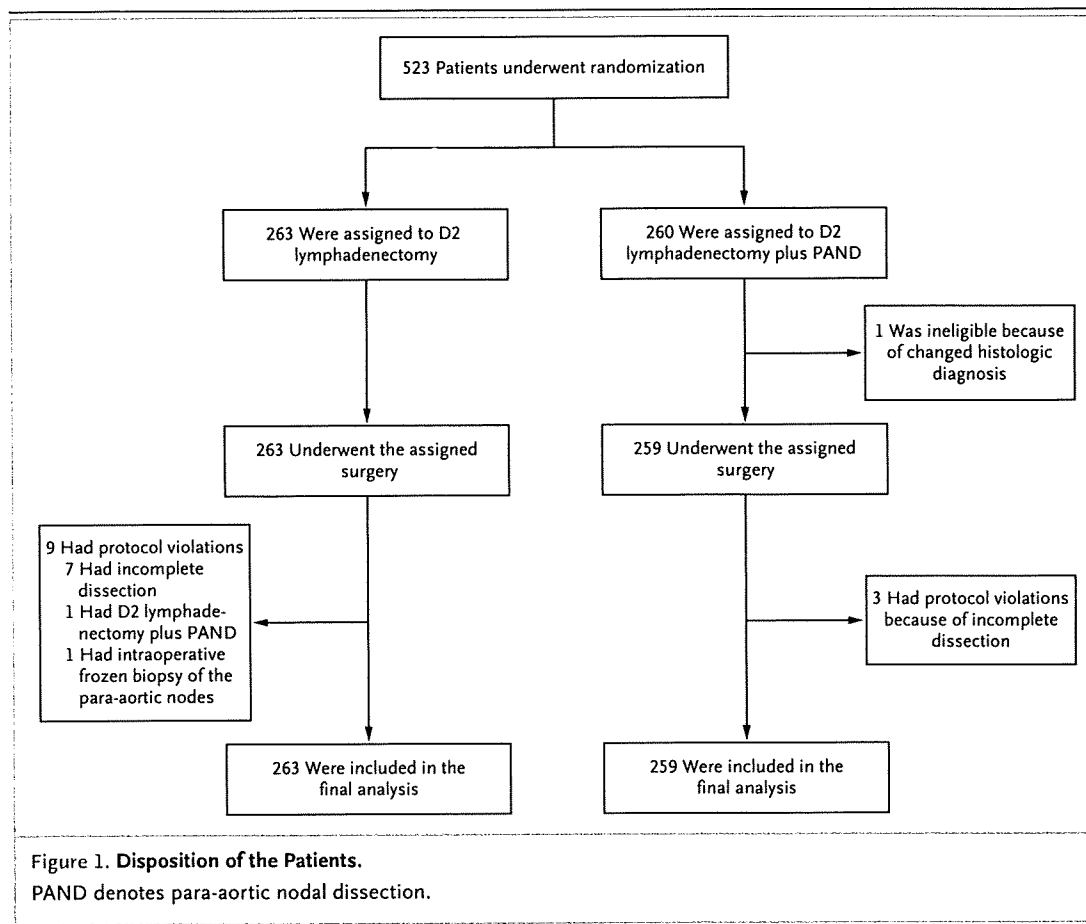 523 Patients underwent randomization
263 Were assigned to D2
lymphadenectomy
260 Were assigned to D2
lymphadenectomy plus PAND
1 Was ineligible because
of changed histologic
diagnosis
263 Underwent the assigned
surgery
259 Underwent the assigned
surgery
9 Had protocol violations
7 Had incomplete
dissection
1 Had D2 lymphade-
nectomy plus PAND
1 Had intraoperative
frozen biopsy of the
para-aortic nodes
3 Had protocol violations
because of incomplete
dissection
263 Were included in the
final analysis
259 Were included in the
final analysis
Figure 1. Disposition of the Patients.
PAND denotes para-aortic nodal dissection.